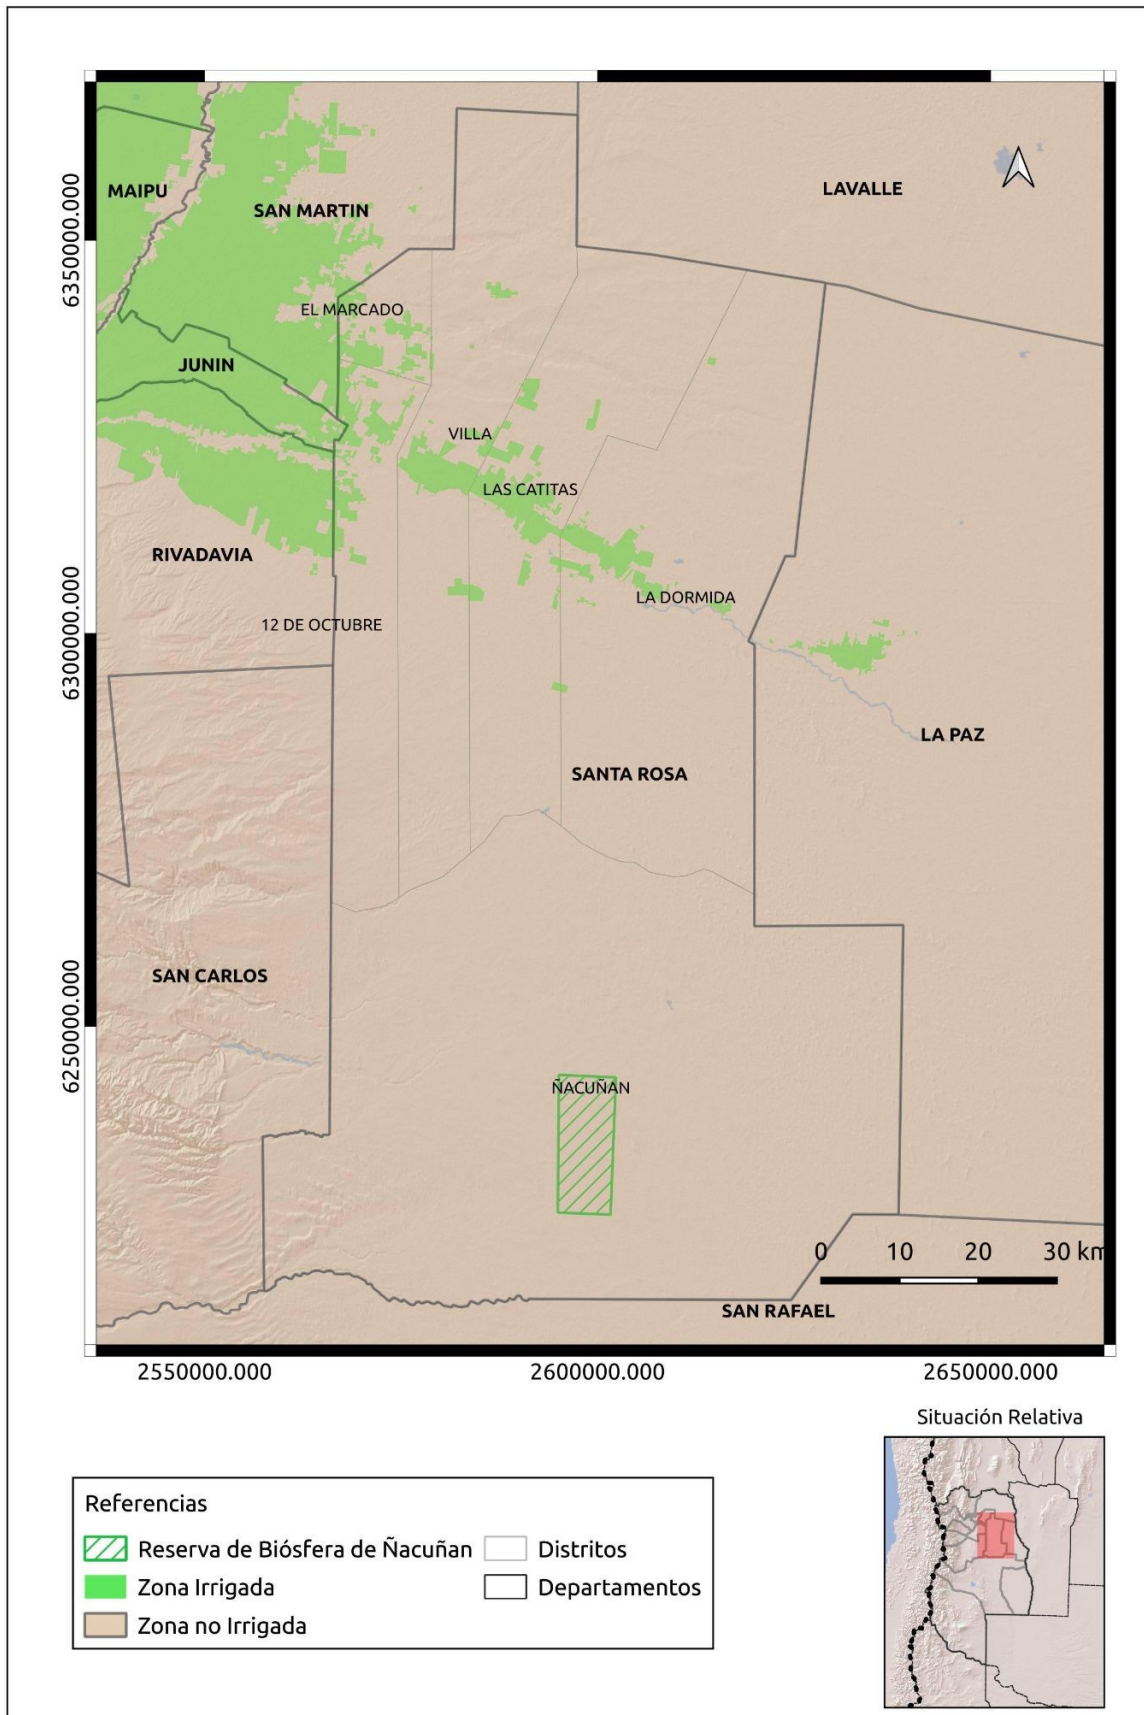 MAIPU
LAVALLE
SAN MARTIN
6350000.000
EL MARCADO
JUNIN
VILLA
LAS CATITAS
RIVADAVIA
LA DORMIDA
12 DE OCTUBRE
6300000.000
LA PAZ
SANTA ROSA
SAN CARLOS
6250000.000
ÑACUÑAN
0 10 20 30 km
SAN RAFAEL
2550000.000 2600000.000 2650000.000
Situación Relativa
Referencias
Reserva de Biósfera de Ñacuñan
Distritos
Zona Irrigada
Departamentos
Zona no Irrigada